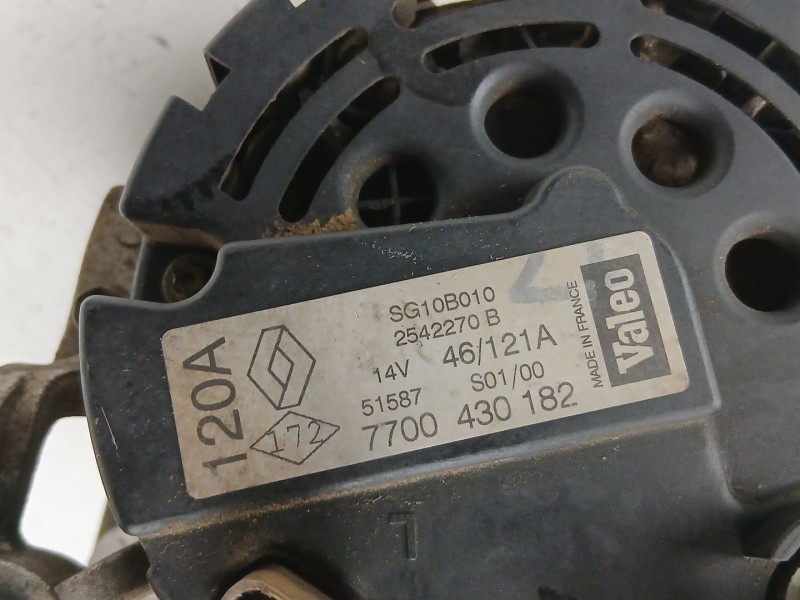 120A
172
SG10B010
2542270 B
14V 46/121A
51587 S01/00
7700 430 182
MADE IN FRANCE
Valeo